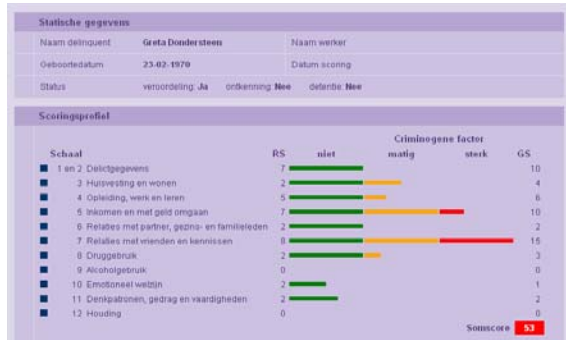 Statische gegevens
Naam delinquent Greta Dondersteen Naam werker
Geboortedatum 23-02-1970 Datum scoring
Status veroordeling: Ja ontkenning: Nee detentie: Nee
Scoringsprofiel
Criminogene factor
Schaal RS niet matig sterk GS
1 en 2 Delictgegevens 7 10
3 Huisvesting en wonen 2 4
4 Opleiding, werk en leren 5 6
5 Inkomen en met geld omgaan 7 10
6 Relaties met partner, gezins- en familieleden 2 2
7 Relaties met vrienden en kennissen 8 15
8 Druggebruik 2 3
9 Alcoholgebruik 0 0
10 Emotioneel welzijn 2 1
11 Denkpatronen, gedrag en vaardigheden 2 2
12 Houding 0 0
Somscore 53